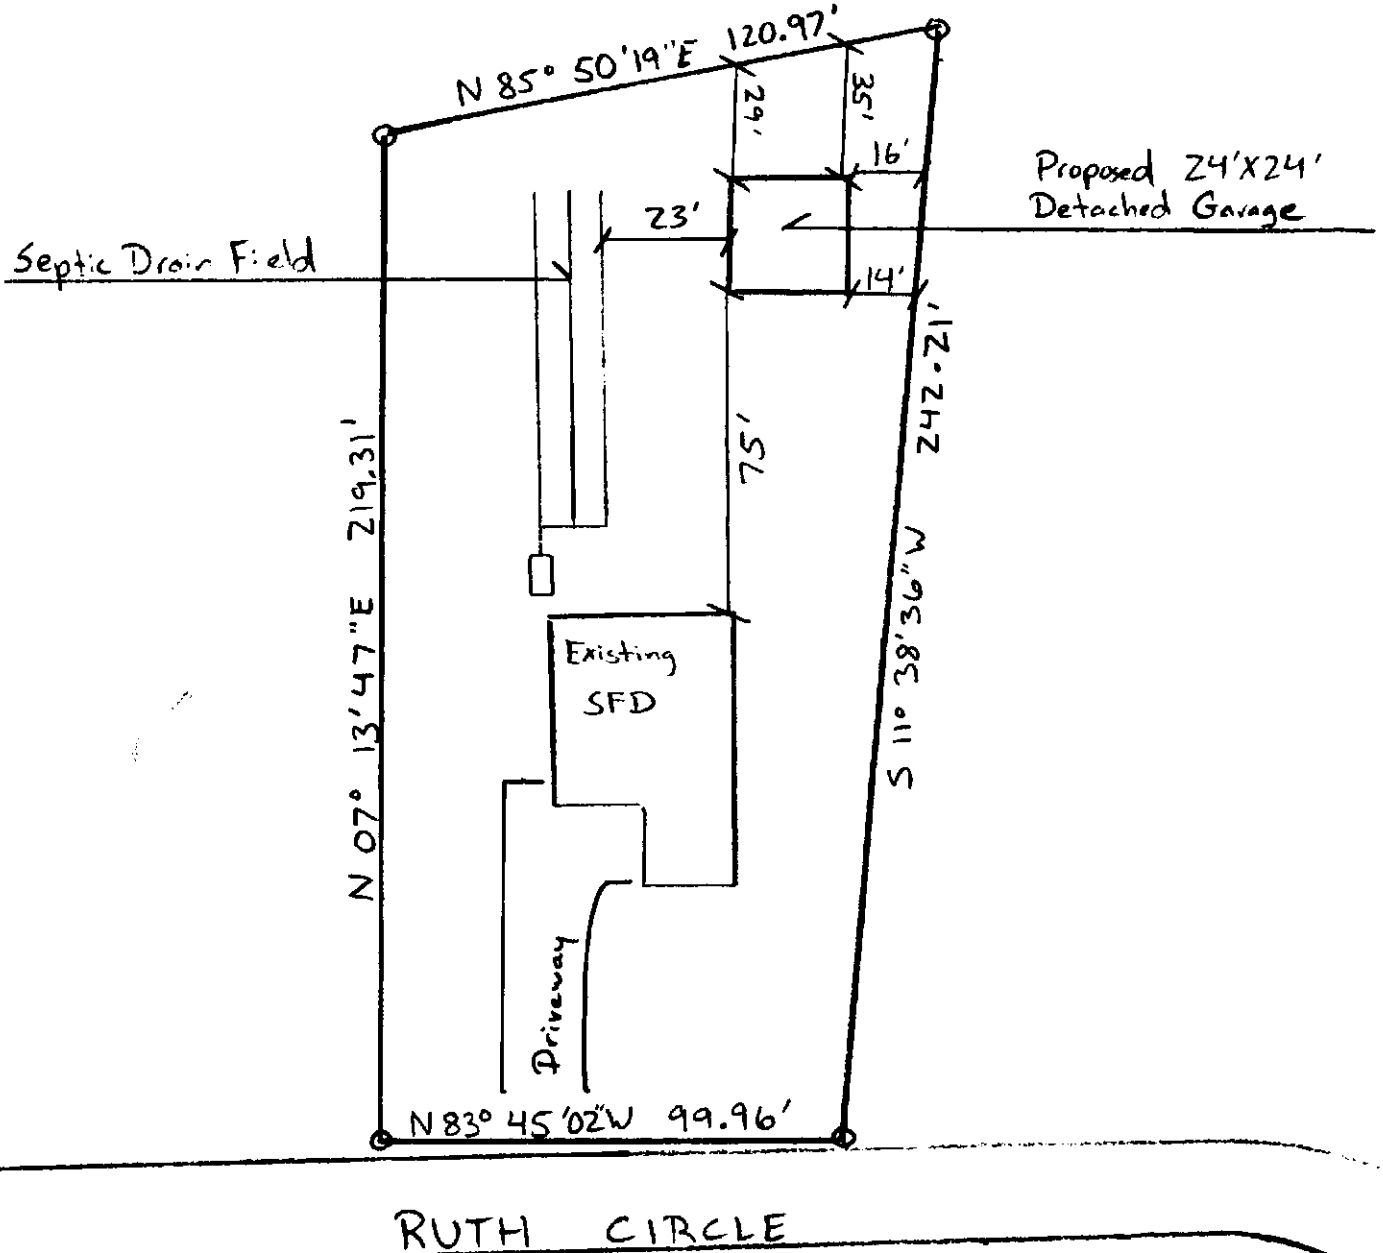 N 85° 50'19"E 120.97'
29'
35'
16'
Proposed 24'X24'
Detached Garage
23'
Septic Drain Field
14'
242.21'
219.31'
75'
S 11° 38'36"W
N 07° 13'47"E
Existing
SFD
Driveway
N 83° 45'02"W 99.96'
RUTH CIRCLE